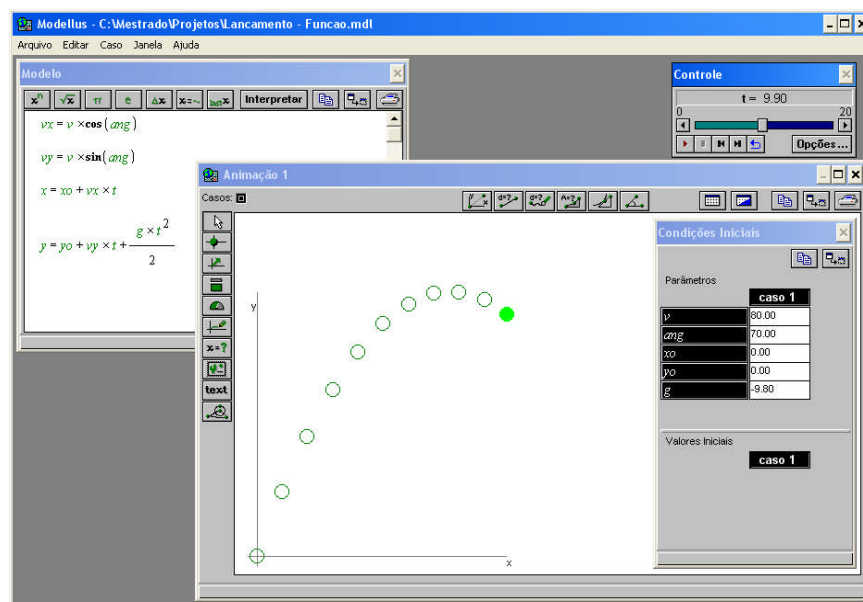 Modellus - C:\Mestrado\Projetos\Lancamento - Funcao.mdl
Arquivo Editar Caso Janela Ajuda
Modelo
xⁿ √x π e Δx x=~ last x Interpretar
vx = v ×cos(ang)
vy = v ×sin(ang)
x = xo + vx × t
y = yo + vy × t + g × t² / 2
Controle
t = 9.90
0 20
Opções...
Animação 1
Casos:
x=?
text
y
x
Condições Iniciais
Parâmetros
caso 1
v 80.00
ang 70.00
xo 0.00
yo 0.00
g -9.80
Valores Iniciais
caso 1